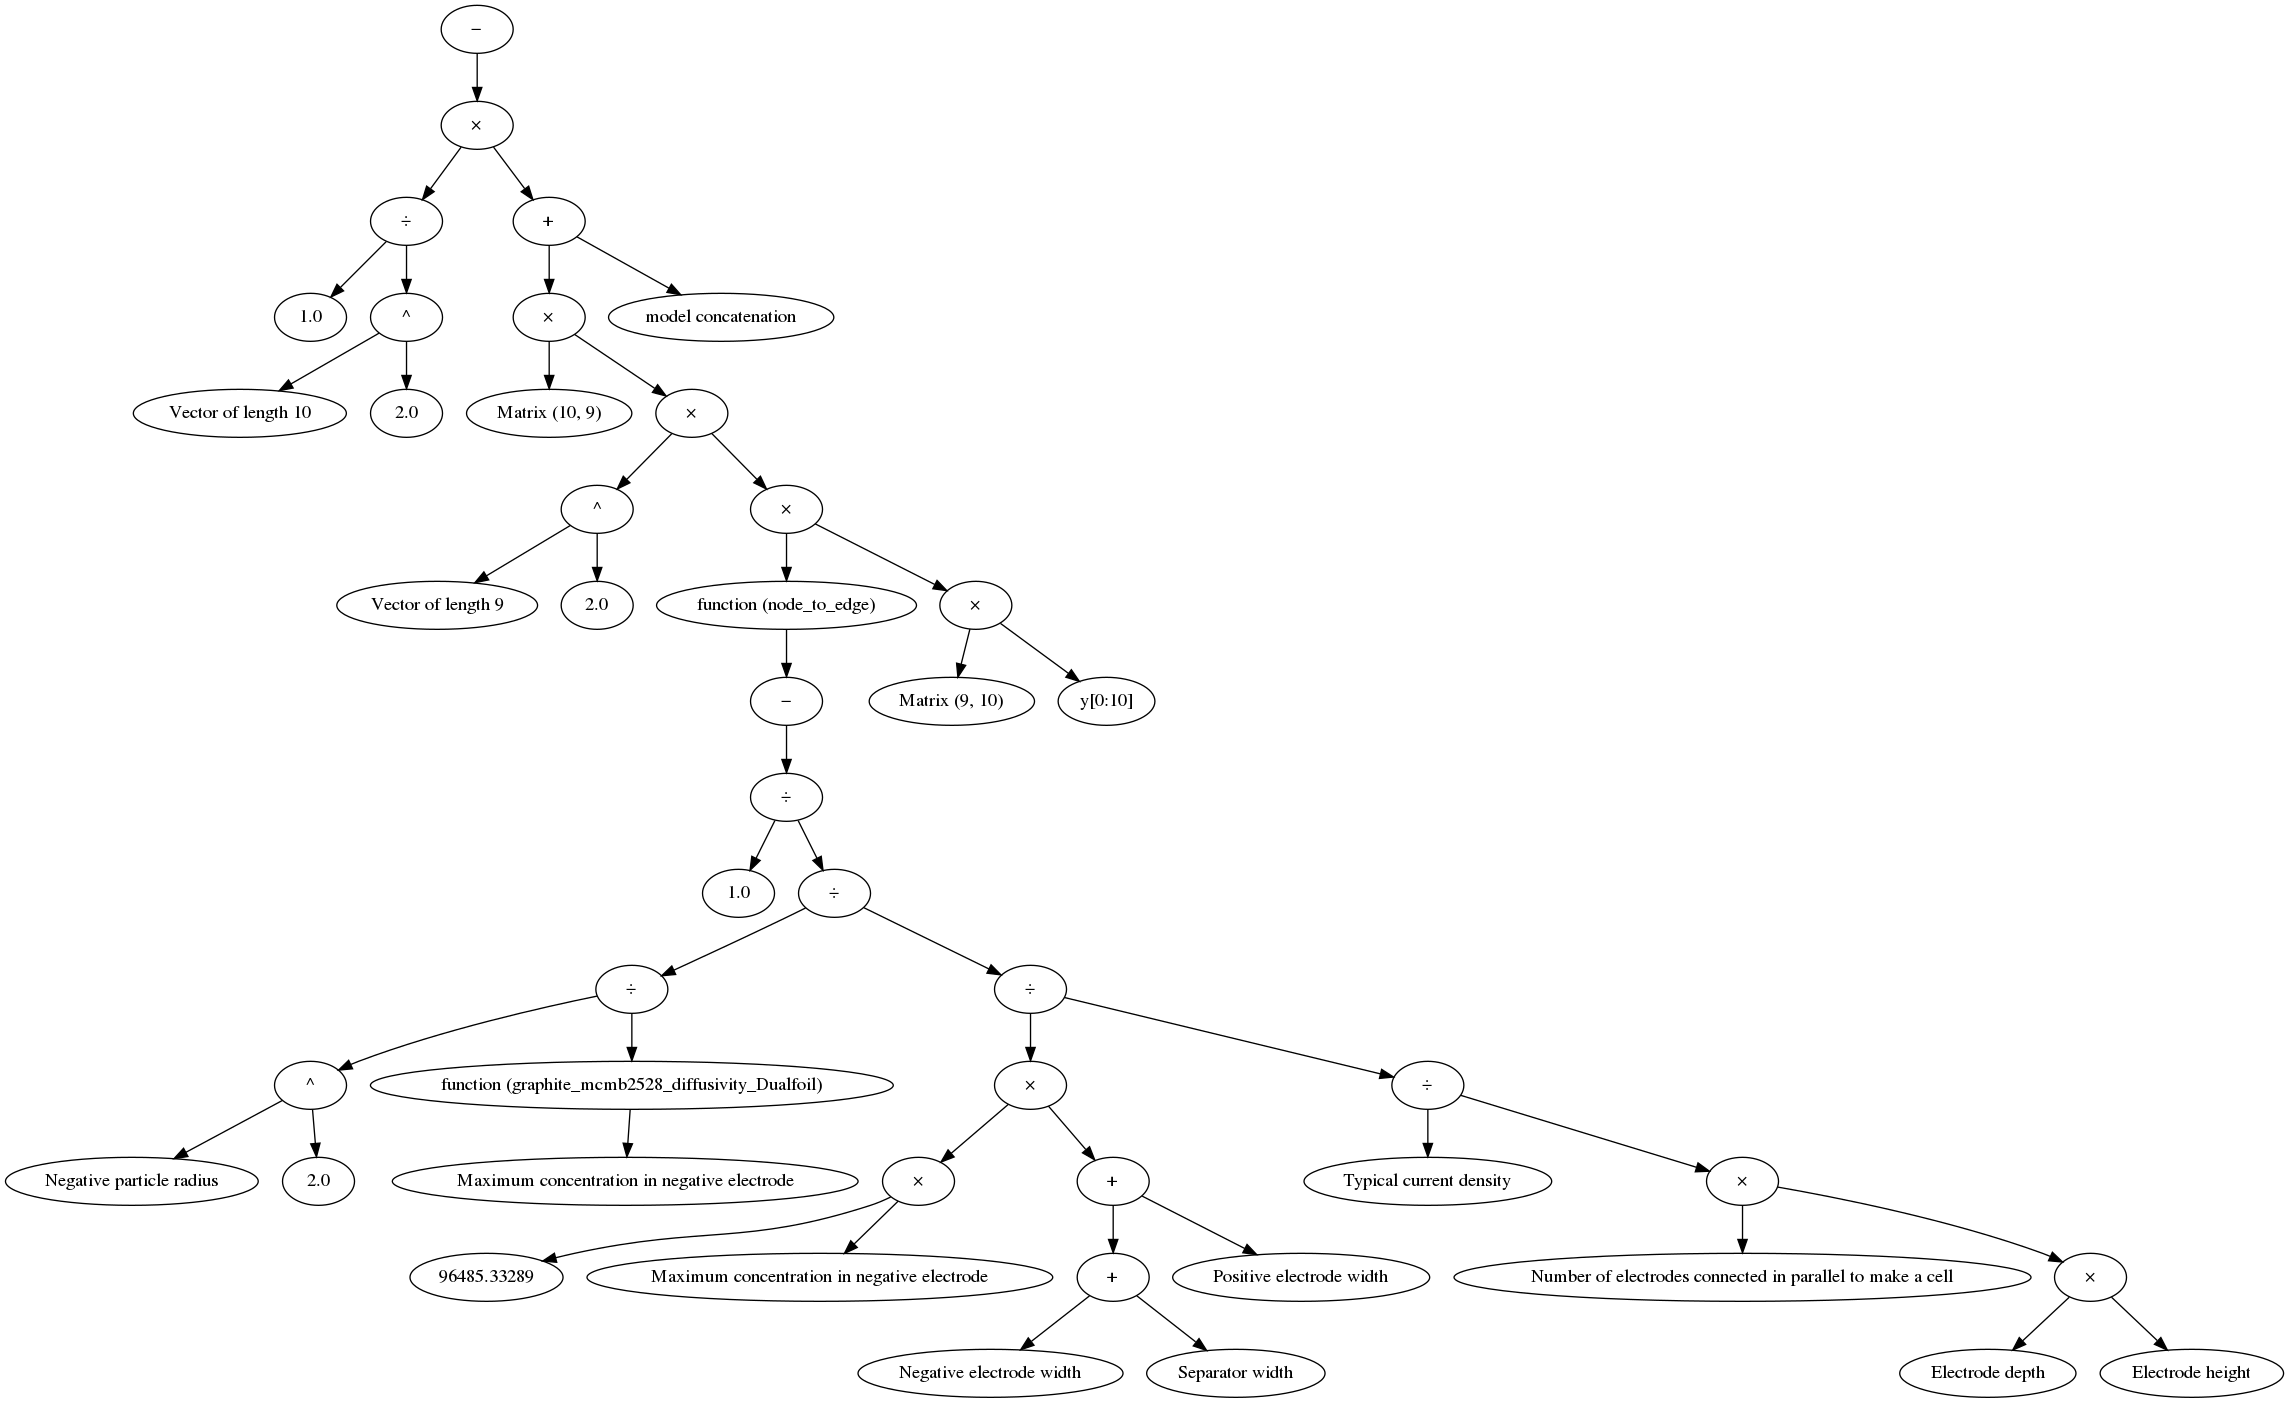 −
×
÷
+
1.0
^
×
model concatenation
Vector of length 10
2.0
Matrix (10, 9)
×
^
×
Vector of length 9
2.0
function (node_to_edge)
×
−
Matrix (9, 10)
y[0:10]
÷
1.0
÷
÷
÷
^
function (graphite_mcmb2528_diffusivity_Dualfoil)
×
÷
Negative particle radius
2.0
Maximum concentration in negative electrode
×
+
Typical current density
×
96485.33289
Maximum concentration in negative electrode
+
Positive electrode width
Number of electrodes connected in parallel to make a cell
×
Negative electrode width
Separator width
Electrode depth
Electrode height